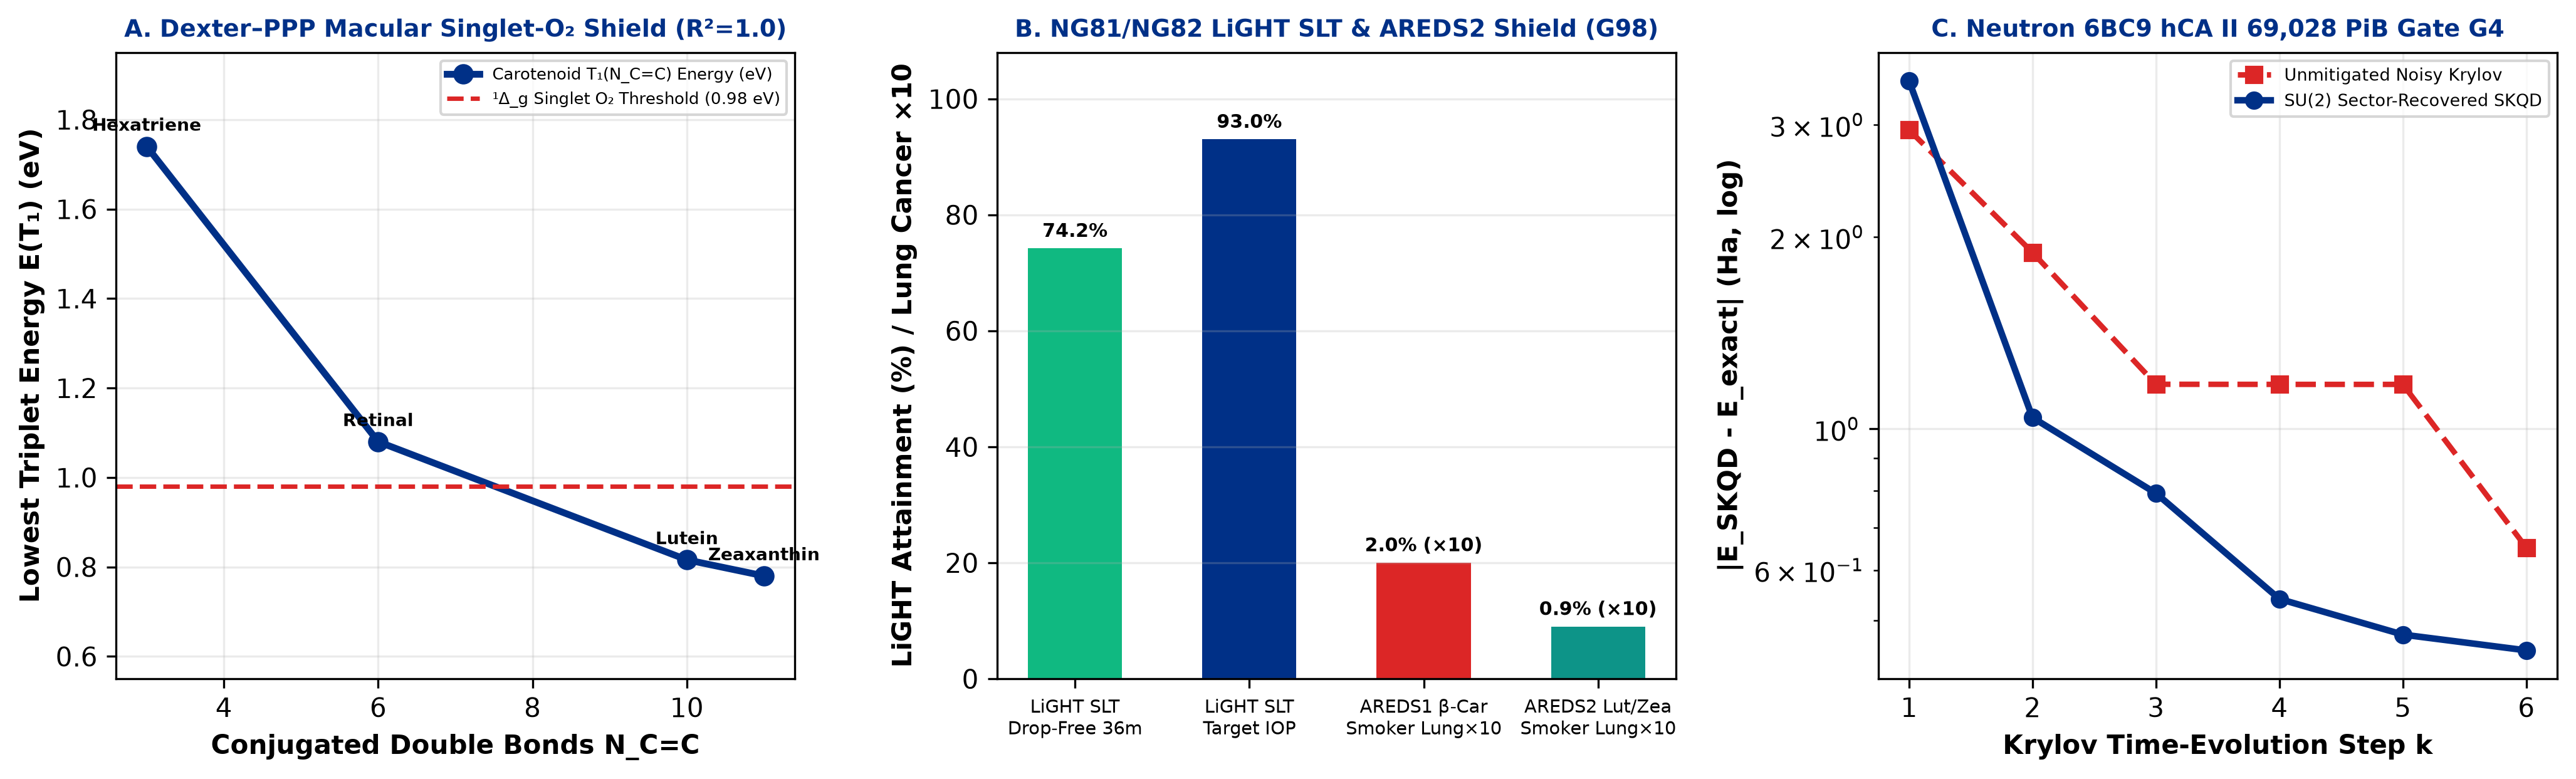 A. Dexter–PPP Macular Singlet-O₂ Shield (R²=1.0)
Lowest Triplet Energy E(T₁) (eV)
Carotenoid T₁(N_C=C) Energy (eV)
¹Δ_g Singlet O₂ Threshold (0.98 eV)
1.8
1.6
1.4
1.2
1.0
0.8
0.6
Hexatriene
Retinal
Lutein
Zeaxanthin
4 6 8 10
Conjugated Double Bonds N_C=C
B. NG81/NG82 LiGHT SLT & AREDS2 Shield (G98)
LiGHT Attainment (%) / Lung Cancer ×10
100
80
60
40
20
0
74.2%
93.0%
2.0% (×10)
0.9% (×10)
LiGHT SLT
Drop-Free 36m
LiGHT SLT
Target IOP
AREDS1 β-Car
Smoker Lung×10
AREDS2 Lut/Zea
Smoker Lung×10
C. Neutron 6BC9 hCA II 69,028 PiB Gate G4
|E_SKQD - E_exact| (Ha, log)
Unmitigated Noisy Krylov
SU(2) Sector-Recovered SKQD
3 × 10⁰
2 × 10⁰
10⁰
6 × 10⁻¹
1 2 3 4 5 6
Krylov Time-Evolution Step k